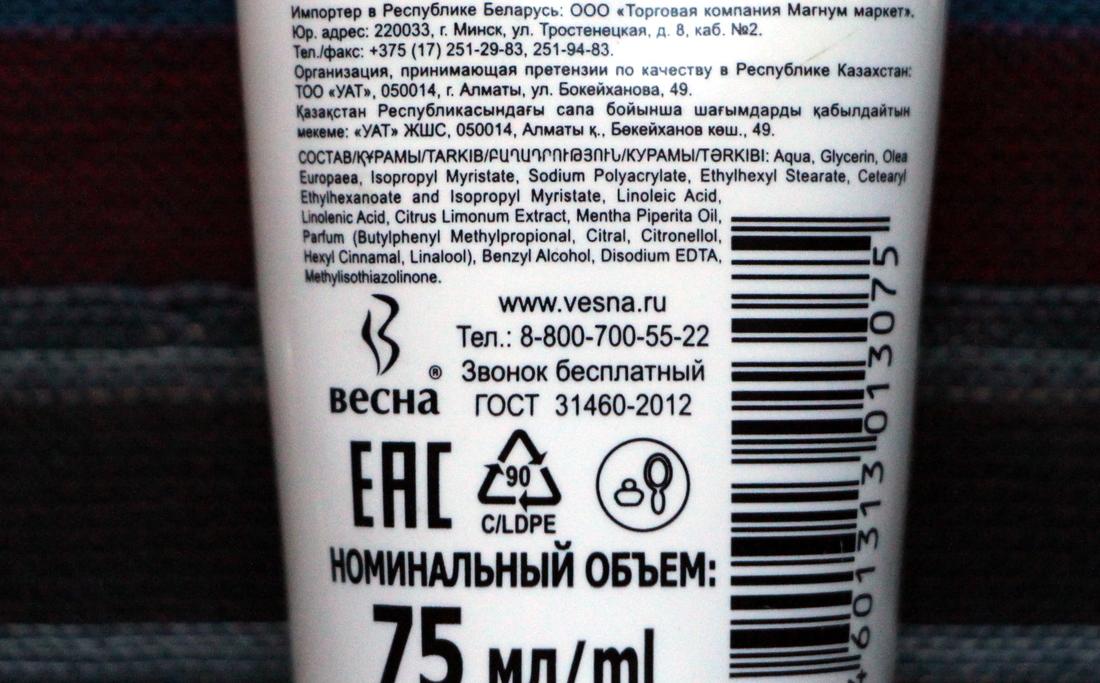 Импортер в Республике Беларусь: ООО «Торговая компания Магнум маркет».
Юр. адрес: 220033, г. Минск, ул. Тростенецкая, д. 8, каб. №2.
Тел./факс: +375 (17) 251-29-83, 251-94-83.
Организация, принимающая претензии по качеству в Республике Казахстан:
ТОО «УАТ», 050014, г. Алматы, ул. Бокейханова, 49.
Қазақстан Республикасындағы сапа бойынша шағымдарды қабылдайтын
мекеме: «УАТ» ЖШС, 050014, Алматы қ., Бөкейханов көш., 49.
СОСТАВ/ҚҰРАМЫ/TARKIB/ԲԱՂԱԴՐՈՒԹՅՈՒՆ/КУРАМЫ/TƏRKIBI: Aqua, Glycerin, Olea
Europaea, Isopropyl Myristate, Sodium Polyacrylate, Ethylhexyl Stearate, Cetearyl
Ethylhexanoate and Isopropyl Myristate, Linoleic Acid,
Linolenic Acid, Citrus Limonum Extract, Mentha Piperita Oil,
Parfum (Butylphenyl Methylpropional, Citral, Citronellol,
Hexyl Cinnamal, Linalool), Benzyl Alcohol, Disodium EDTA,
Methylisothiazolinone.
www.vesna.ru
Тел.: 8-800-700-55-22
Звонок бесплатный
ГОСТ 31460-2012
весна®
EAC
90
C/LDPE
НОМИНАЛЬНЫЙ ОБЪЕМ:
75 мл/ml
4601313013075